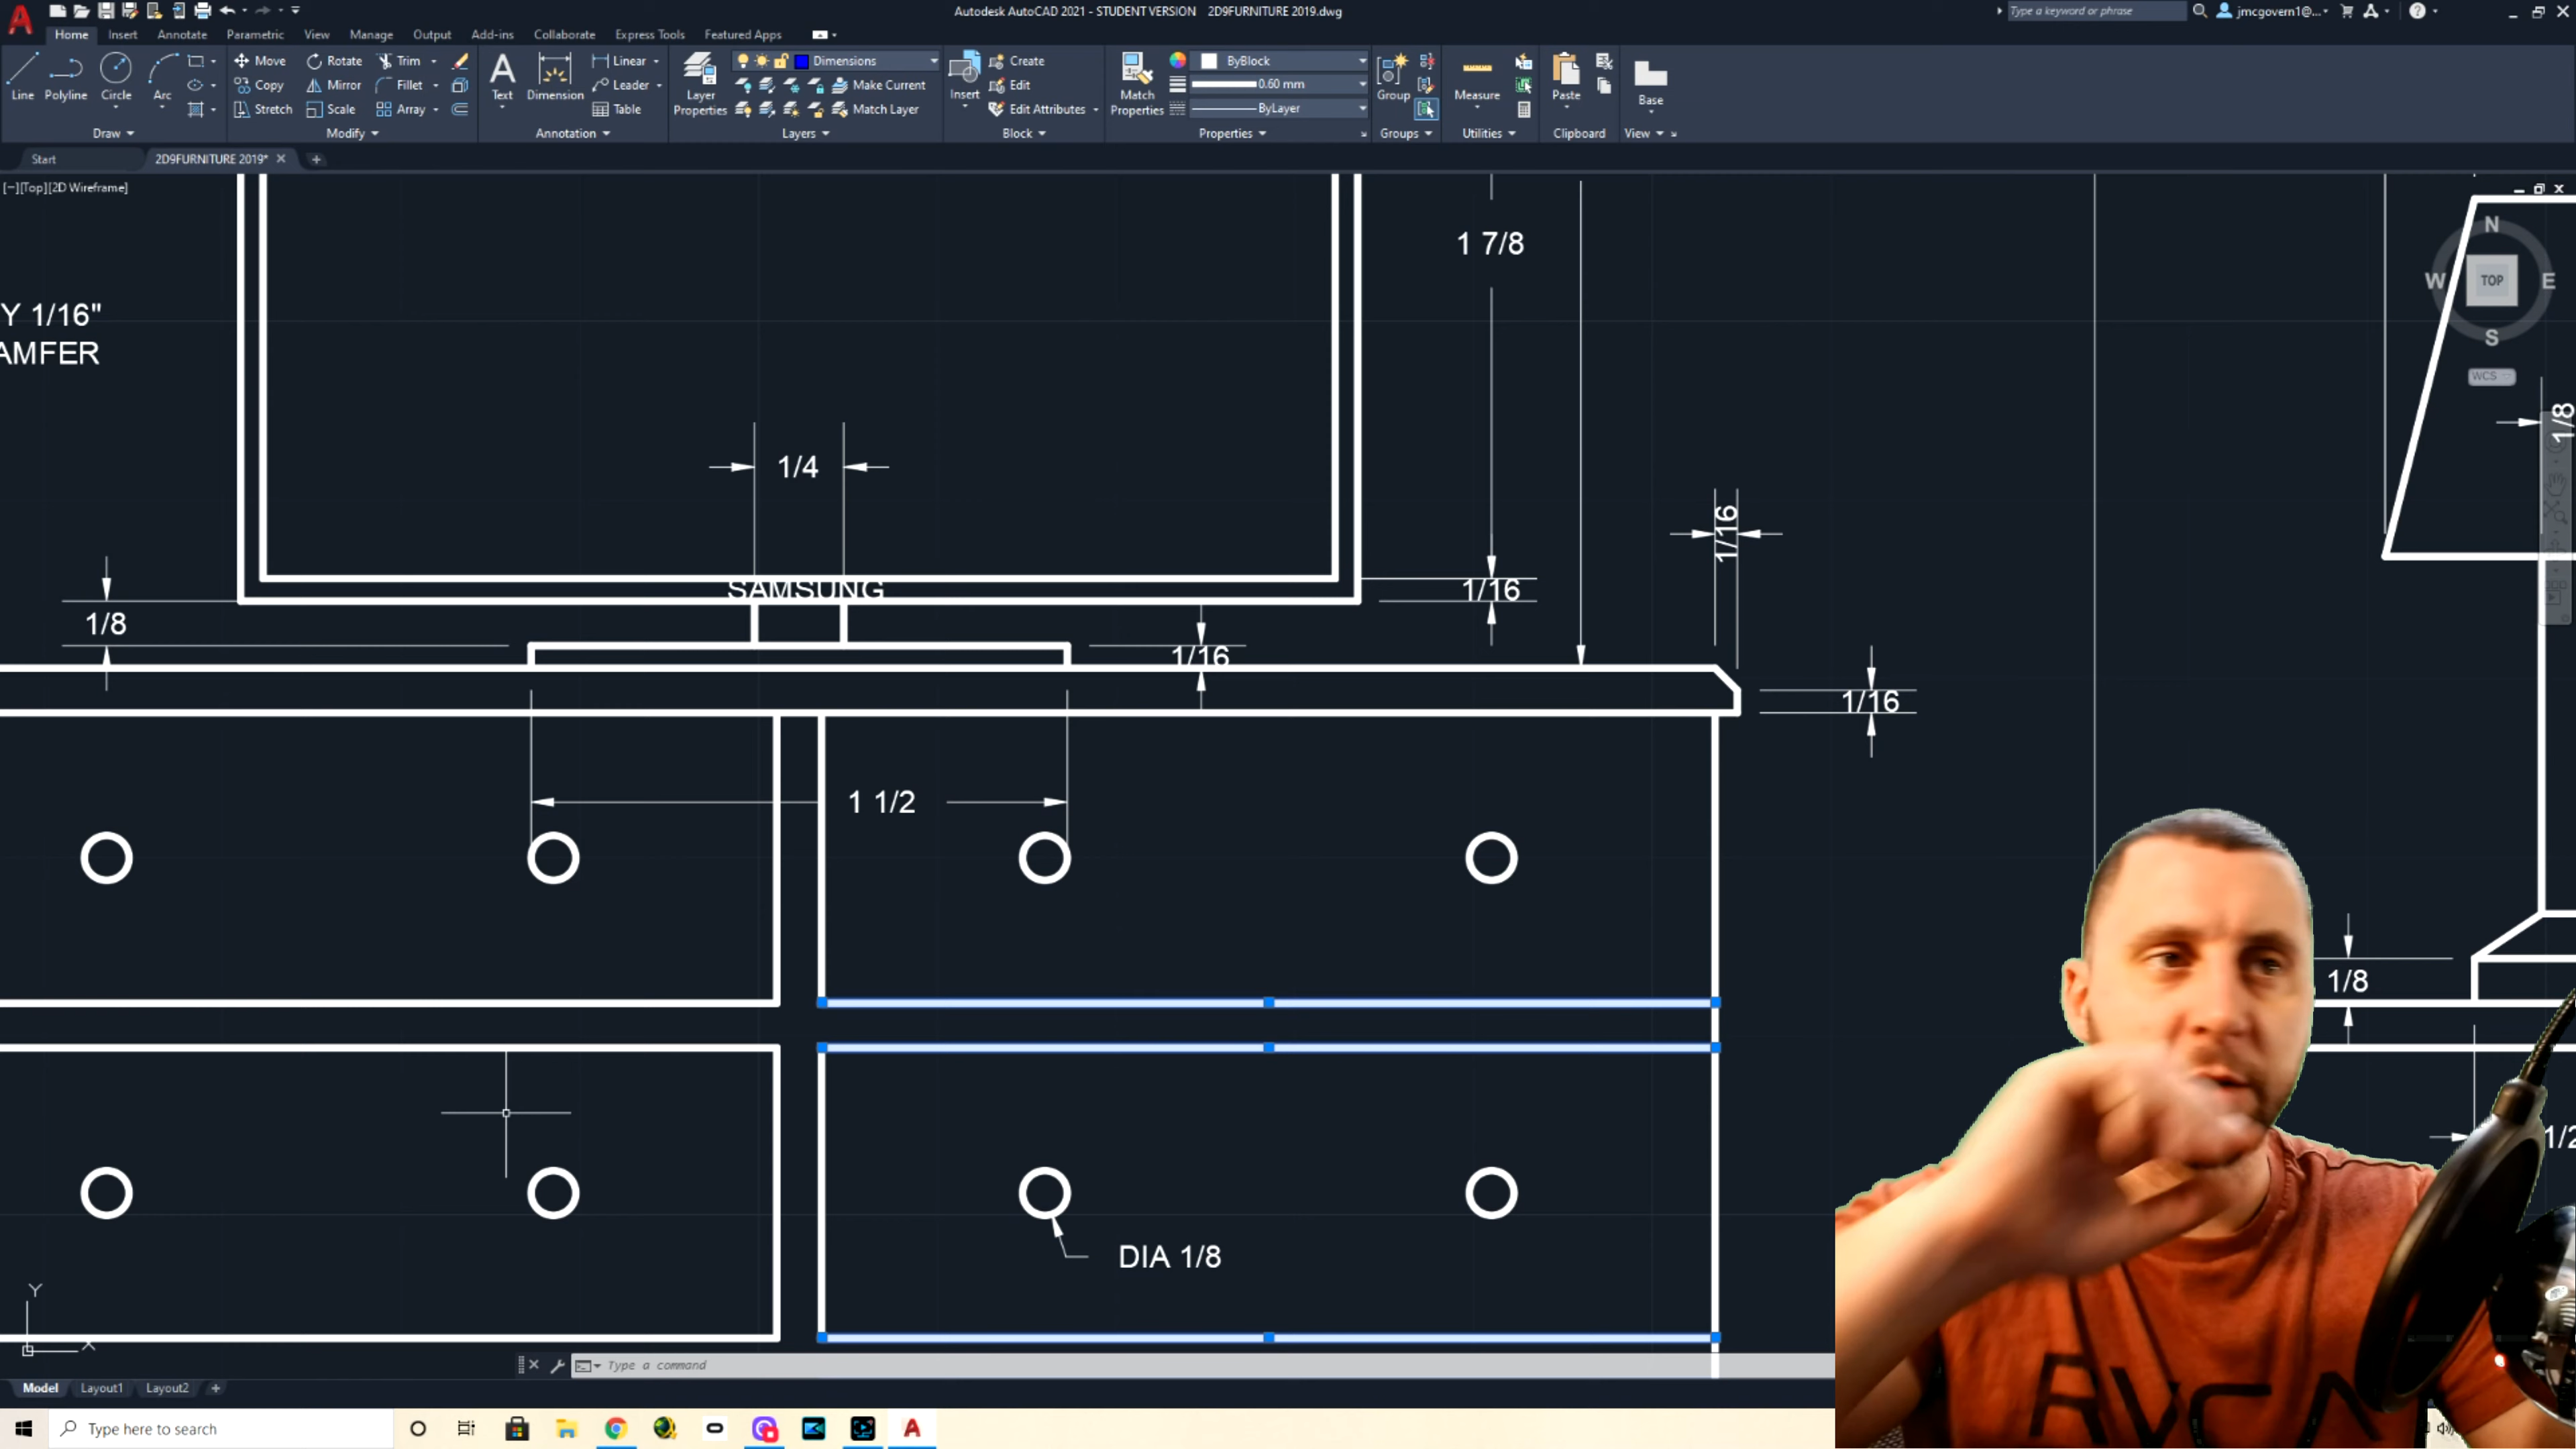 Autodesk AutoCAD 2021 - STUDENT VERSION 2D9FURNITURE 2019.dwg
Type a keyword or phrase
jmcgovern1@...
Home Insert Annotate Parametric View Manage Output Add-ins Collaborate Express Tools Featured Apps
Line Polyline Circle Arc
Move Rotate Trim
Copy Mirror Fillet
Stretch Scale Array
Text Dimension
Linear
Leader
Table
Layer Properties
Dimensions
Make Current
Match Layer
Insert
Create
Edit
Edit Attributes
Match Properties
ByBlock
0.60 mm
ByLayer
Group
Measure
Paste
Base
Draw Modify Annotation Layers Block Properties Groups Utilities Clipboard View
Start 2D9FURNITURE 2019*
[−][Top][2D Wireframe]
N
W TOP E
S
WCS
1 7/8
Y 1/16"
AMFER
1/8
1/4
1/16
SAMSUNG
1/16
1/8
1/16
1/16
1 1/2
1/8
1/2
DIA 1/8
Y
X
Type a command
Model Layout1 Layout2
Type here to search
RVCA